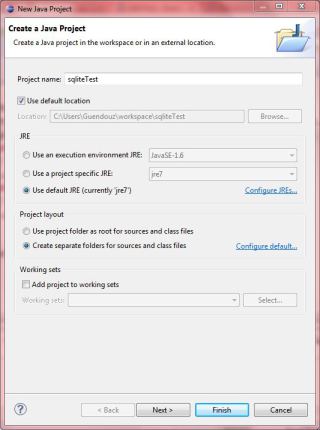 New Java Project
Create a Java Project
Create a Java project in the workspace or in an external location.
Project name: sqliteTest
Use default location
Location: C:\Users\Guendouz\workspace\sqliteTest Browse...
JRE
Use an execution environment JRE: JavaSE-1.6
Use a project specific JRE: jre7
Use default JRE (currently 'jre7') Configure JREs...
Project layout
Use project folder as root for sources and class files
Create separate folders for sources and class files Configure default...
Working sets
Add project to working sets
Working sets: Select...
? < Back Next > Finish Cancel